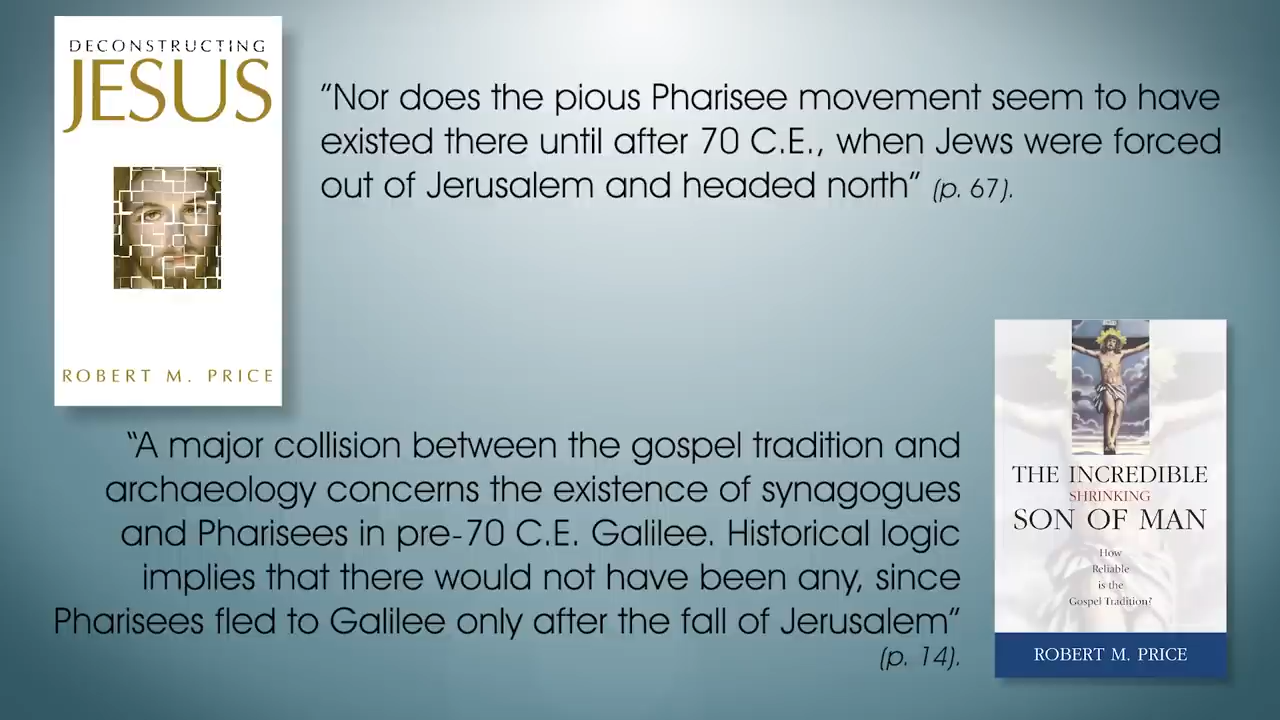 DECONSTRUCTING
JESUS
ROBERT M. PRICE
“Nor does the pious Pharisee movement seem to have
existed there until after 70 C.E., when Jews were forced
out of Jerusalem and headed north” (p. 67).
“A major collision between the gospel tradition and
archaeology concerns the existence of synagogues
and Pharisees in pre-70 C.E. Galilee. Historical logic
implies that there would not have been any, since
Pharisees fled to Galilee only after the fall of Jerusalem”
(p. 14).
THE INCREDIBLE
SHRINKING
SON OF MAN
How
Reliable
is the
Gospel Tradition?
ROBERT M. PRICE